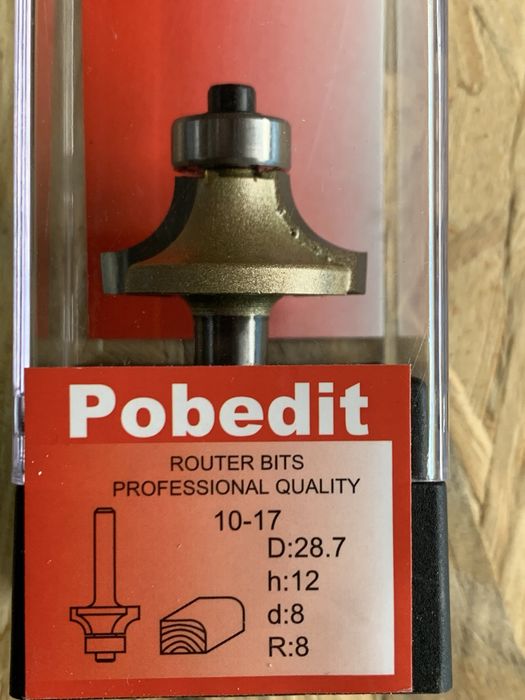 Pobedit
ROUTER BITS
PROFESSIONAL QUALITY
10-17
D:28.7
h:12
d:8
R:8